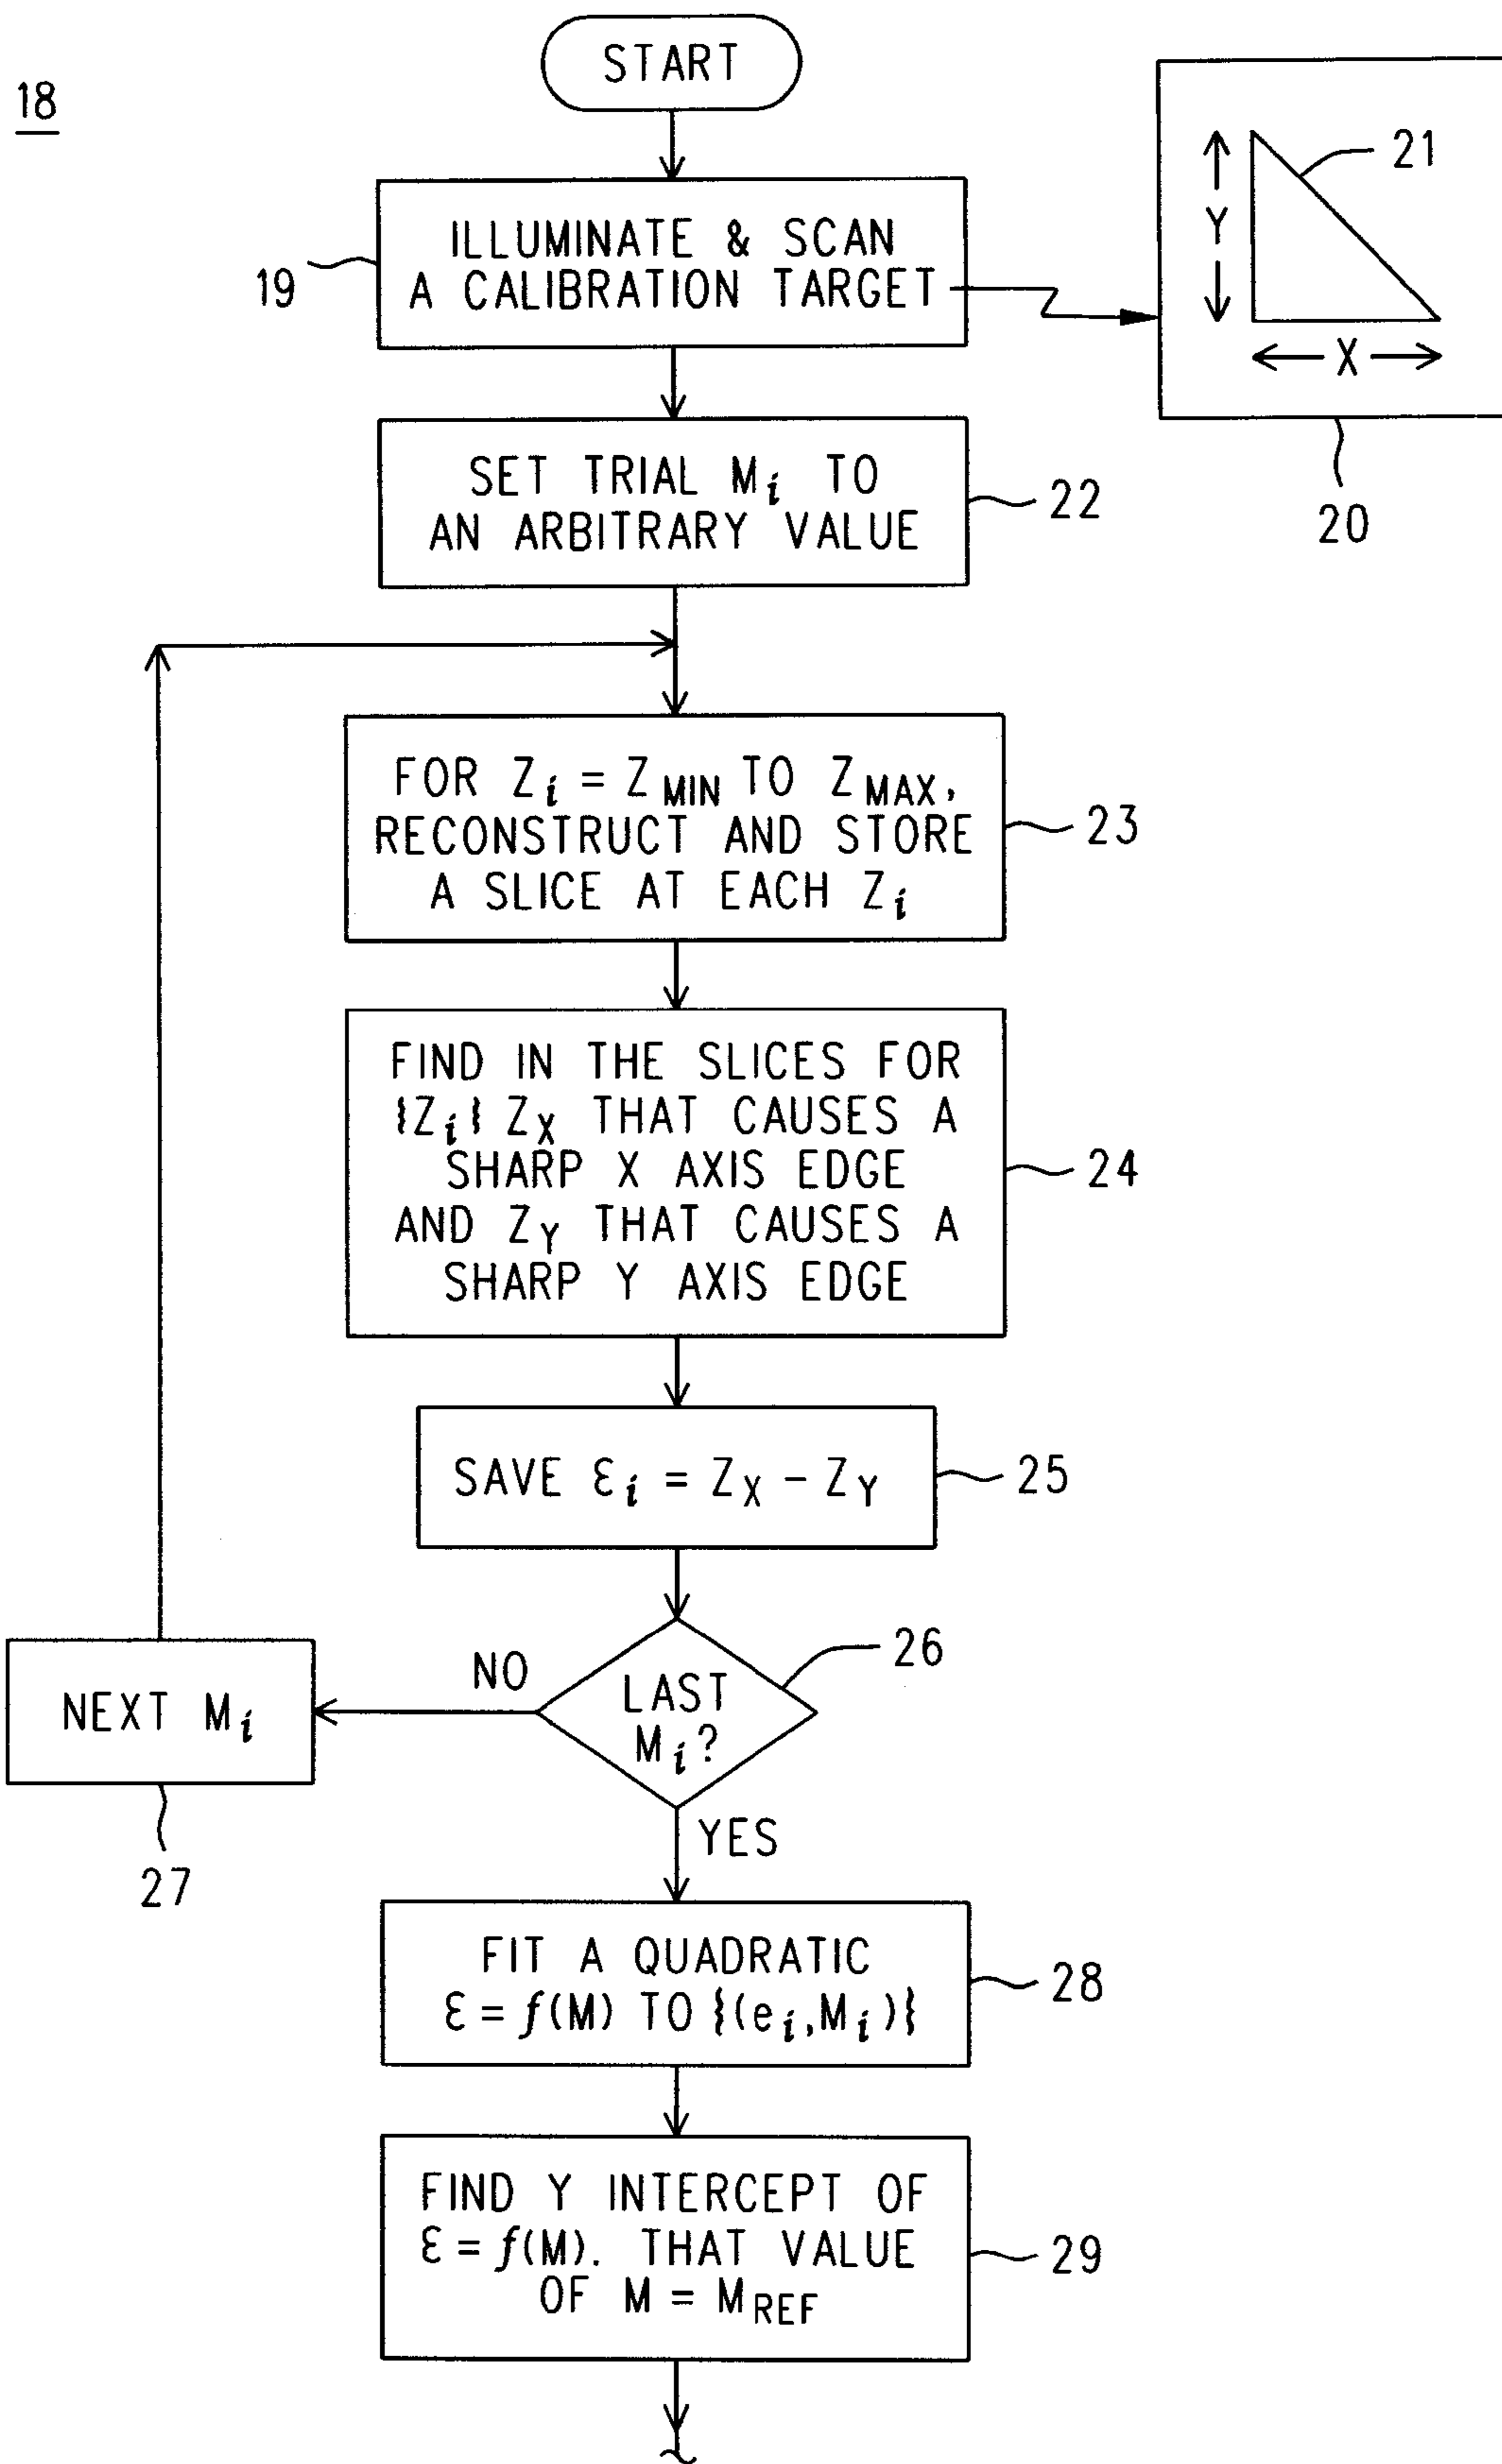 18
START
ILLUMINATE & SCAN
A CALIBRATION TARGET
19
21
Y
X
20
SET TRIAL Mi TO
AN ARBITRARY VALUE
22
FOR Zi = ZMIN TO ZMAX,
RECONSTRUCT AND STORE
A SLICE AT EACH Zi
23
FIND IN THE SLICES FOR
{Zi} ZX THAT CAUSES A
SHARP X AXIS EDGE
AND ZY THAT CAUSES A
SHARP Y AXIS EDGE
24
SAVE Ɛi = ZX - ZY
25
LAST
Mi?
26
NO
NEXT Mi
27
YES
FIT A QUADRATIC
Ɛ = f(M) TO {(ei,Mi)}
28
FIND Y INTERCEPT OF
Ɛ = f(M). THAT VALUE
OF M = MREF
29